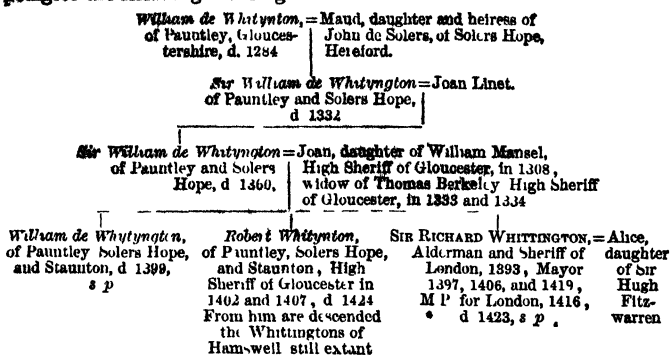 William de Whitynton, = Maud, daughter and heiress of
of Pauntley, Glouces- John de Solers, of Solers Hope,
tershire, d. 1284 Hereford.
Sir William de Whityngton = Joan Linet.
of Pauntley and Solers Hope,
d 1332
Sir William de Whityngton = Joan, daughter of William Mansel,
of Pauntley and Solers High Sheriff of Gloucester, in 1308,
Hope, d 1360, widow of Thomas Berkeley High Sheriff
of Gloucester, in 1333 and 1334
William de Whytyngton,
of Pauntley Solers Hope,
and Staunton, d 1399,
s p
Robert Whittynton,
of Pauntley, Solers Hope,
and Staunton, High
Sheriff of Gloucester in
1402 and 1407, d 1424
From him are descended
the Whittingtons of
Hamswell still extant
SIR RICHARD WHITTINGTON, = Alice,
Alderman and Sheriff of daughter
London, 1393, Mayor of Sir
1397, 1406, and 1419, Hugh
M P for London, 1416, Fitz-
d 1423, s p. warren